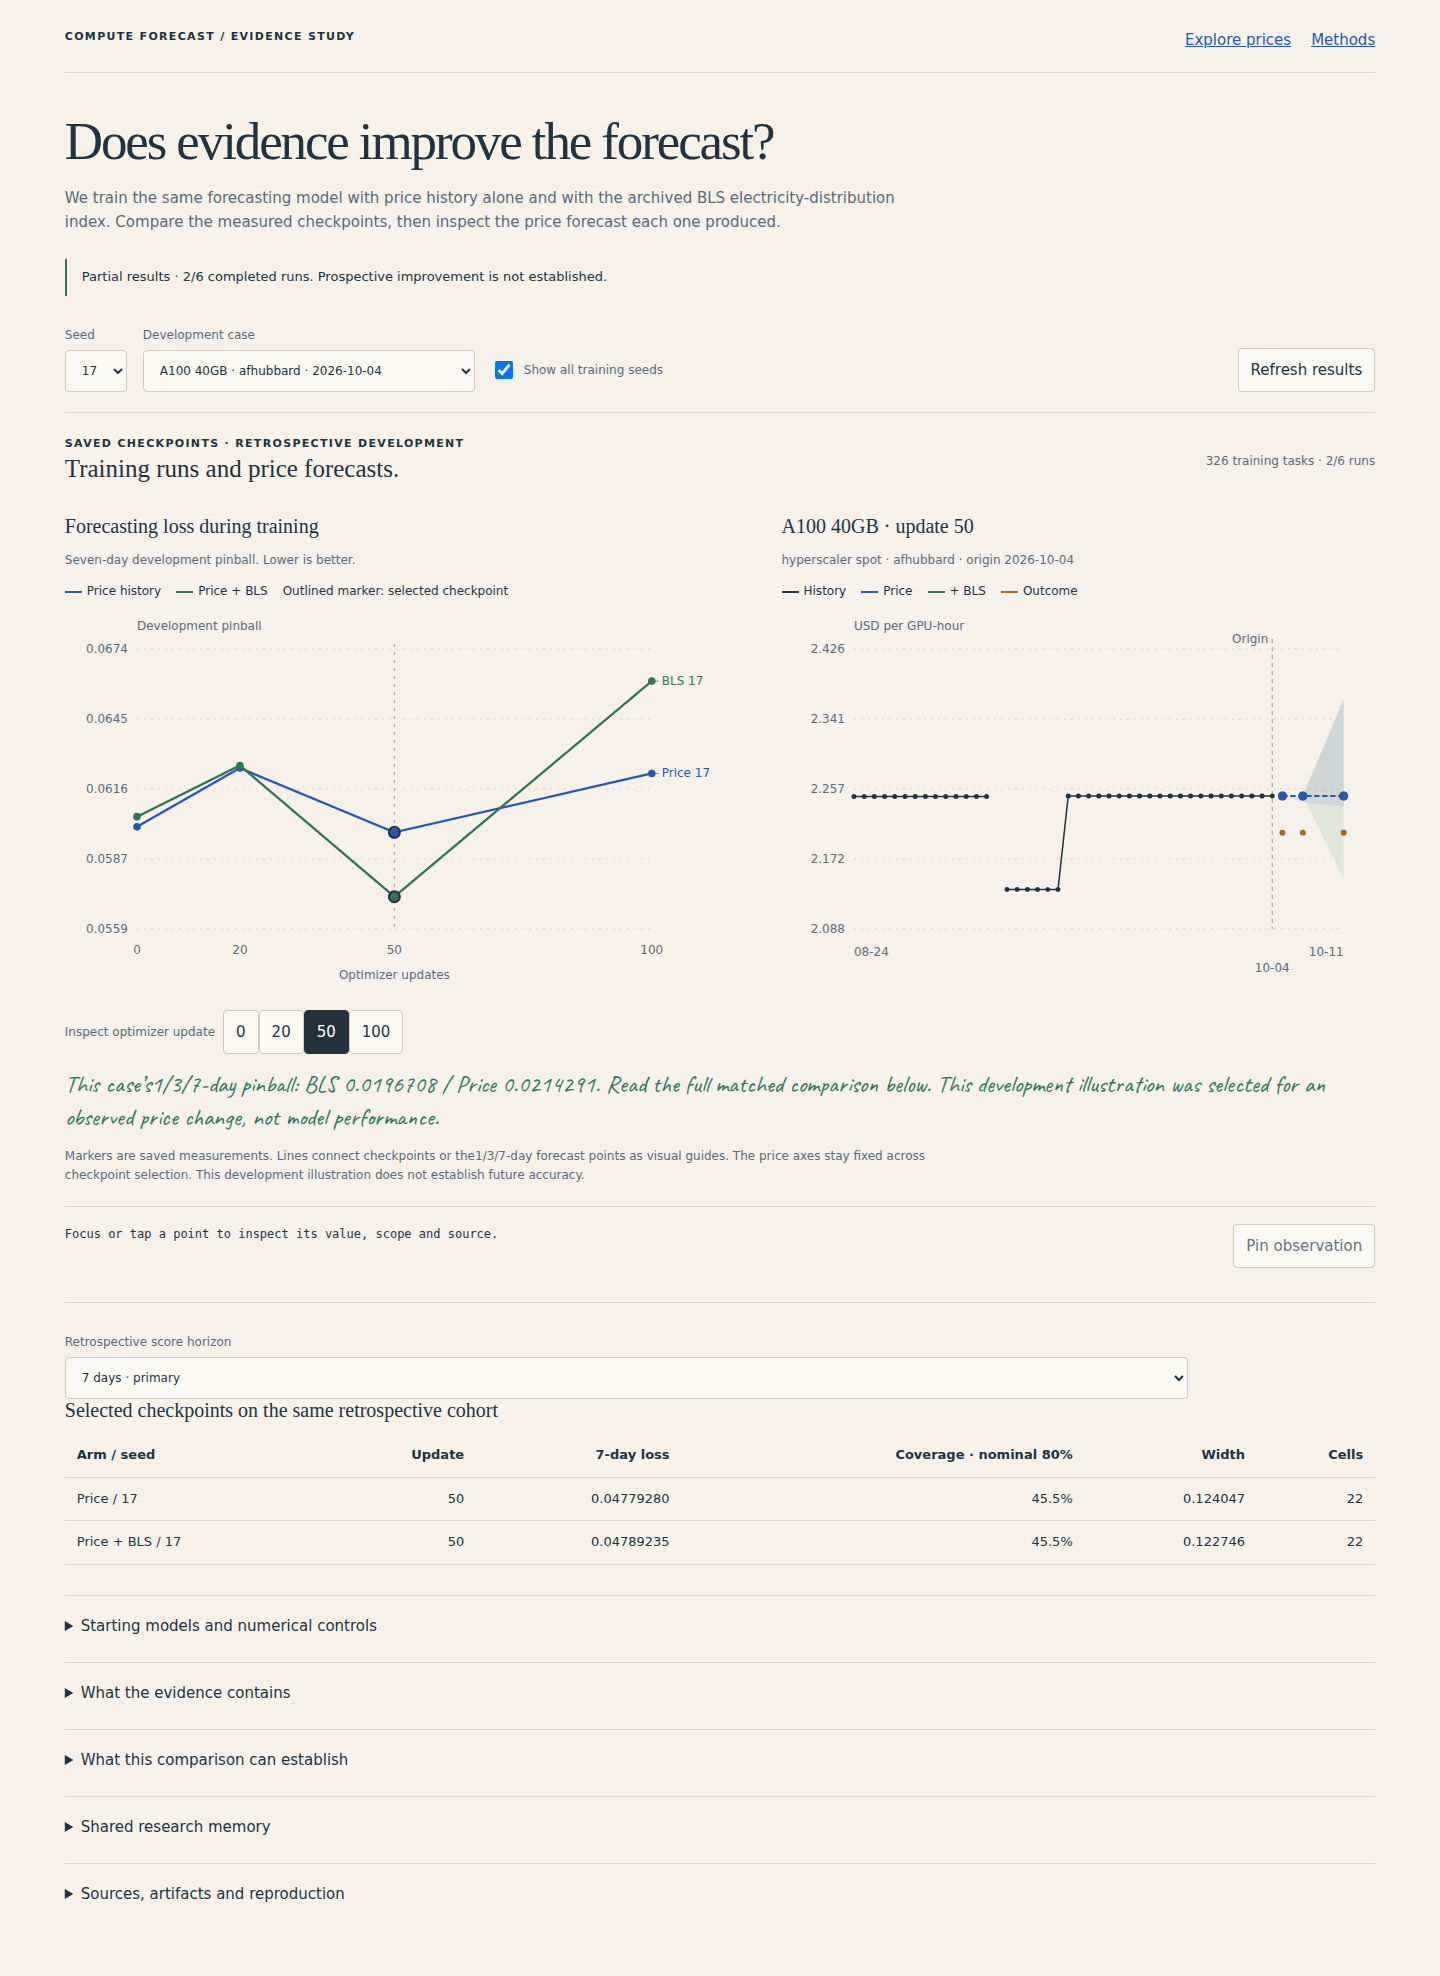 COMPUTE FORECAST / EVIDENCE STUDY
Explore prices Methods
Does evidence improve the forecast?
We train the same forecasting model with price history alone and with the archived BLS electricity-distribution
index. Compare the measured checkpoints, then inspect the price forecast each one produced.
Partial results · 2/6 completed runs. Prospective improvement is not established.
Seed
Development case
17
A100 40GB · afhubbard · 2026-10-04
Show all training seeds
Refresh results
SAVED CHECKPOINTS · RETROSPECTIVE DEVELOPMENT
Training runs and price forecasts.
326 training tasks · 2/6 runs
Forecasting loss during training
Seven-day development pinball. Lower is better.
Price history Price + BLS Outlined marker: selected checkpoint
Development pinball
0.0674
0.0645
0.0616
0.0587
0.0559
BLS 17
Price 17
0 20 50 100
Optimizer updates
A100 40GB · update 50
hyperscaler spot · afhubbard · origin 2026-10-04
History Price + BLS Outcome
USD per GPU-hour
Origin
2.426
2.341
2.257
2.172
2.088
08-24
10-04
10-11
Inspect optimizer update 0 20 50 100
This case's1/3/7-day pinball: BLS 0.0196708 / Price 0.0214291. Read the full matched comparison below. This development illustration was selected for an
observed price change, not model performance.
Markers are saved measurements. Lines connect checkpoints or the1/3/7-day forecast points as visual guides. The price axes stay fixed across
checkpoint selection. This development illustration does not establish future accuracy.
Focus or tap a point to inspect its value, scope and source.
Pin observation
Retrospective score horizon
7 days · primary
Selected checkpoints on the same retrospective cohort
Arm / seed Update 7-day loss Coverage · nominal 80% Width Cells
Price / 17 50 0.04779280 45.5% 0.124047 22
Price + BLS / 17 50 0.04789235 45.5% 0.122746 22
Starting models and numerical controls
What the evidence contains
What this comparison can establish
Shared research memory
Sources, artifacts and reproduction